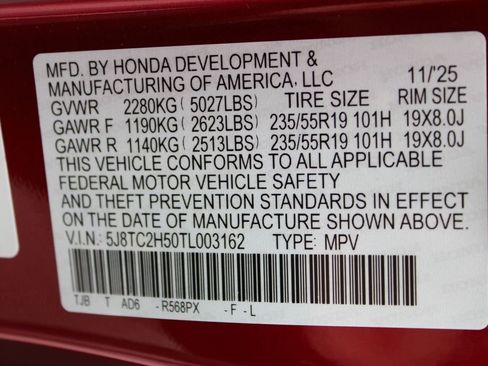 MFD. BY HONDA DEVELOPMENT &
MANUFACTURING OF AMERICA, LLC 11/'25
GVWR 2280KG (5027LBS) TIRE SIZE RIM SIZE
GAWR F 1190KG (2623LBS) 235/55R19 101H 19X8.0J
GAWR R 1140KG (2513LBS) 235/55R19 101H 19X8.0J
THIS VEHICLE CONFORMS TO ALL APPLICABLE
FEDERAL MOTOR VEHICLE SAFETY
AND THEFT PREVENTION STANDARDS IN EFFECT
ON THE DATE OF MANUFACTURE SHOWN ABOVE.
V.I.N.: 5J8TC2H50TL003162 TYPE: MPV
TJB T AD6 - R568PX - F - L